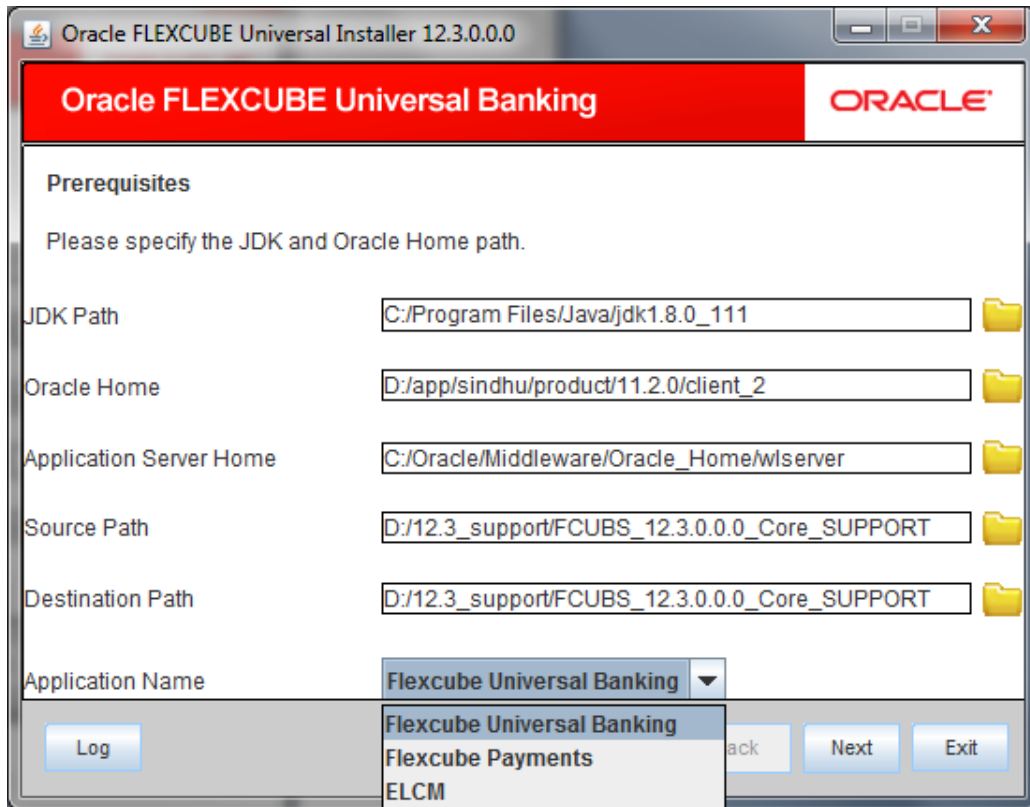 Oracle FLEXCUBE Universal Installer 12.3.0.0.0
Oracle FLEXCUBE Universal Banking
ORACLE
Prerequisites
Please specify the JDK and Oracle Home path.
JDK Path C:/Program Files/Java/jdk1.8.0_111
Oracle Home D:/app/sindhu/product/11.2.0/client_2
Application Server Home C:/Oracle/Middleware/Oracle_Home/wlserver
Source Path D:/12.3_support/FCUBS_12.3.0.0.0_Core_SUPPORT
Destination Path D:/12.3_support/FCUBS_12.3.0.0.0_Core_SUPPORT
Application Name Flexcube Universal Banking
Flexcube Universal Banking
Flexcube Payments
ELCM
Log ack Next Exit